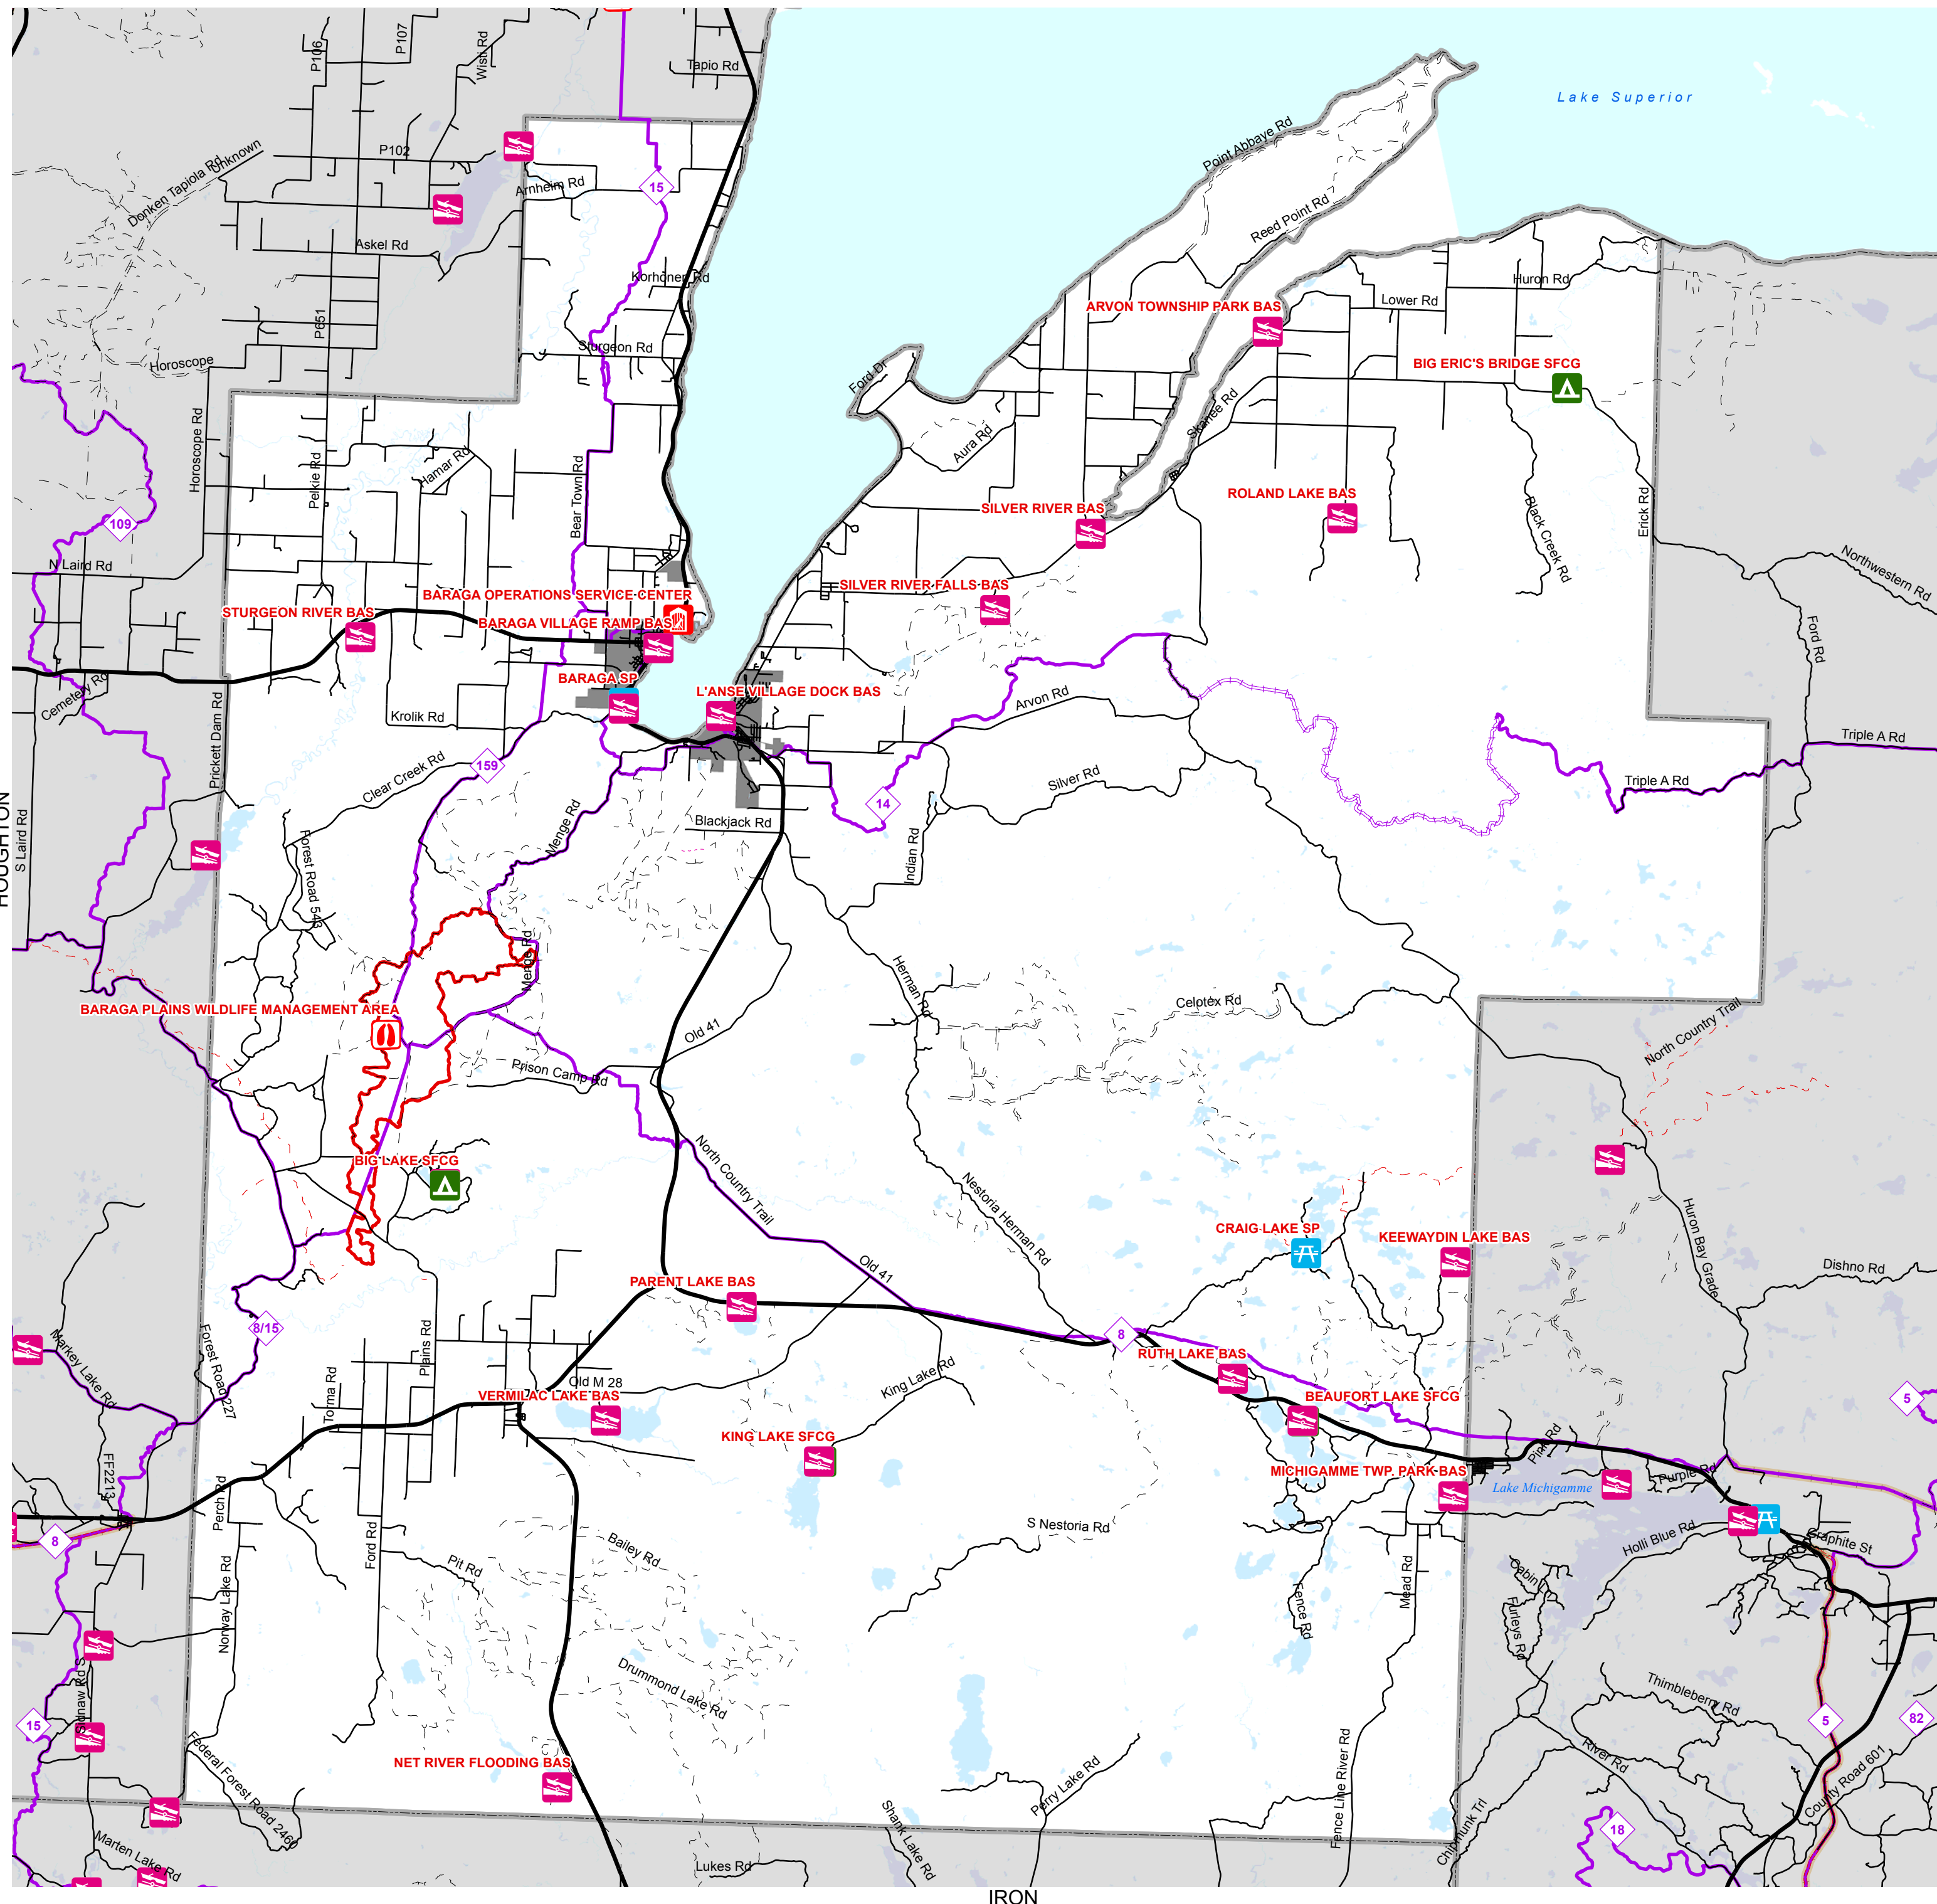 P106
P107
Wisti Rd
Tapio Rd
Lake Superior
Unknown
P102
Donken Tapiola Rd
Arnheim Rd
15
Point Abbaye Rd
Askel Rd
Reed Point Rd
Korhonen Rd
Huron Rd
Lower Rd
ARVON TOWNSHIP PARK BAS
P651
Sturgeon Rd
Horoscope
Ford Dr
BIG ERIC'S BRIDGE SFCG
Horoscope Rd
Skanee Rd
Aura Rd
Pelkie Rd
Hamar Rd
Bear Town Rd
ROLAND LAKE BAS
SILVER RIVER BAS
Erick Rd
Black Creek Rd
109
N Laird Rd
Northwestern Rd
SILVER RIVER FALLS BAS
BARAGA OPERATIONS SERVICE CENTER
STURGEON RIVER BAS
BARAGA VILLAGE RAMP BAS
Ford Rd
BARAGA SP
L'ANSE VILLAGE DOCK BAS
Cemetery Rd
Arvon Rd
Krolik Rd
Prickett Dam Rd
Triple A Rd
159
Clear Creek Rd
Silver Rd
Triple A Rd
14
HOUGHTON
S Laird Rd
Menge Rd
Blackjack Rd
Indian Rd
Forest Road 543
Menge Rd
Herman Rd
BARAGA PLAINS WILDLIFE MANAGEMENT AREA
Celotex Rd
North Country Trail
Old 41
Prison Camp Rd
North Country Trail
BIG LAKE SFCG
Nestoria Herman Rd
Huron Bay Grade
CRAIG LAKE SP
KEEWAYDIN LAKE BAS
Dishno Rd
Old 41
PARENT LAKE BAS
8/15
8
Markey Lake Rd
Forest Road 227
Plains Rd
RUTH LAKE BAS
Torma Rd
Old M 28
King Lake Rd
VERMILAC LAKE BAS
BEAUFORT LAKE SFCG
5
KING LAKE SFCG
Pini Rd
FF2213
MICHIGAMME TWP. PARK BAS
Purple Rd
Lake Michigamme
Perch Rd
8
S Nestoria Rd
Holli Blue Rd
Graphite St
Ford Rd
Bailey Rd
Pit Rd
Cabin Ln
Norway Lake Rd
Fence Rd
Mead Rd
Furleys Rd
Sidnaw Rd S
Drummond Lake Rd
Thimbleberry Rd
15
5
82
Federal Forest Road 2460
NET RIVER FLOODING BAS
River Rd
Perry Lake Rd
Fence Line River Rd
County Road 601
Shank Lake Rd
Chipmunk Trl
18
Marten Lake Rd
Lukes Rd
IRON